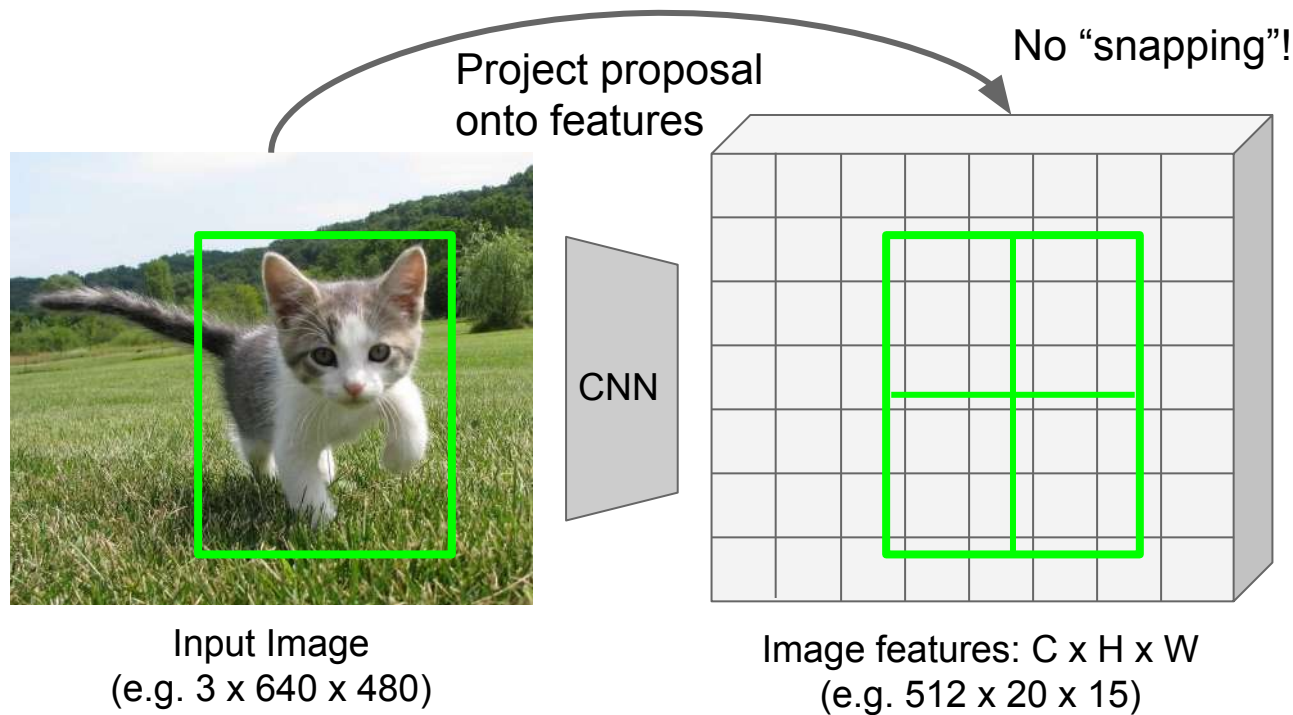 Project proposal
onto features
No “snapping”!
CNN
Input Image
(e.g. 3 x 640 x 480)
Image features: C x H x W
(e.g. 512 x 20 x 15)